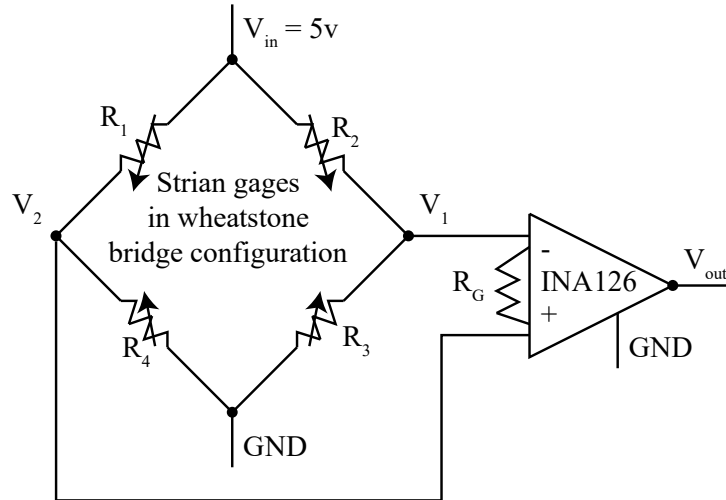 V_in = 5v
R_1
R_2
Strian gages
in wheatstone
bridge configuration
V_2
V_1
-
INA126
+
R_G
V_out
GND
R_4
R_3
GND